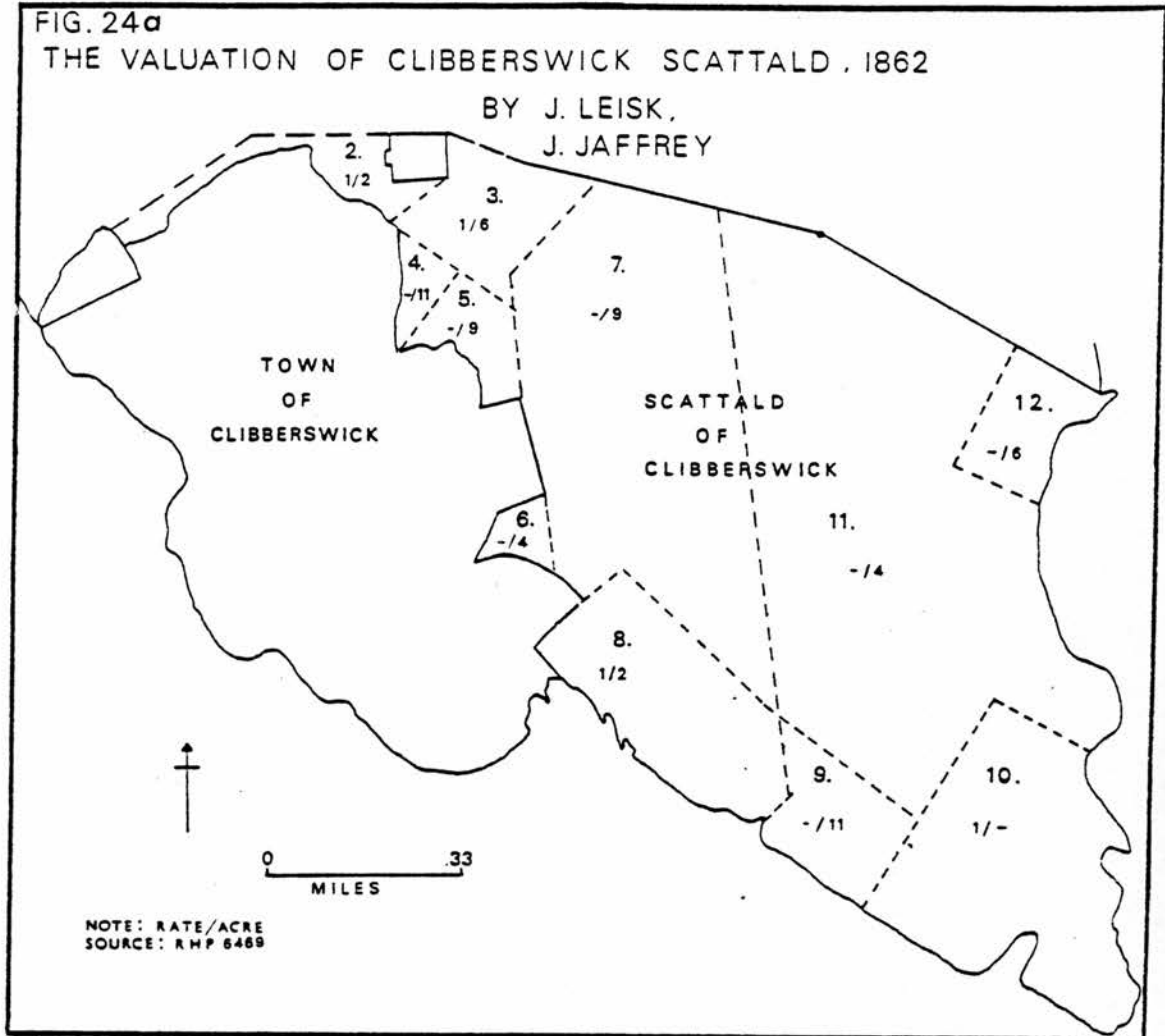 FIG. 24a
THE VALUATION OF CLIBBERSWICK SCATTALD, 1862
BY J. LEISK,
J. JAFFREY
2.
1/2
3.
1/6
4.
-/11
5.
-/9
7.
-/9
TOWN
OF
CLIBBERSWICK
SCATTALD
OF
CLIBBERSWICK
12.
-/6
6.
-/4
11.
-/4
8.
1/2
9.
-/11
10.
1/-
0 .33
MILES
NOTE: RATE/ACRE
SOURCE: RHP 6469